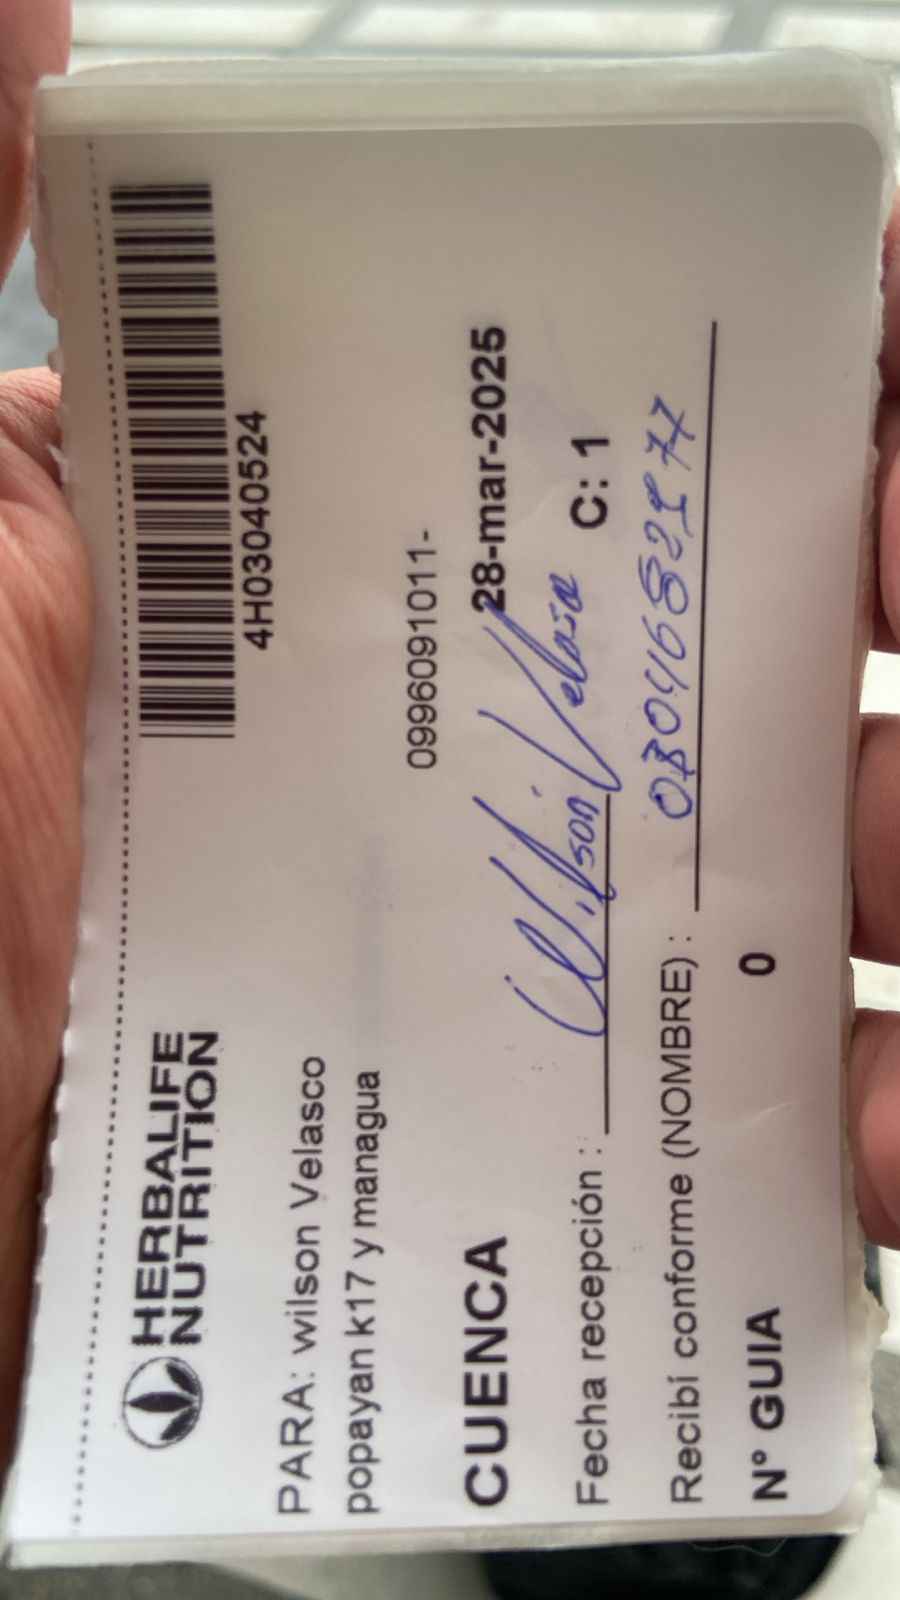 HERBALIFE
NUTRITION
4H03040524
PARA: wilson Velasco
popayan k17 y managua
0996091011-
CUENCA 28-mar-2025
Fecha recepción : Wilson Velasco C: 1
Recibí conforme (NOMBRE) :
N° GUIA 0